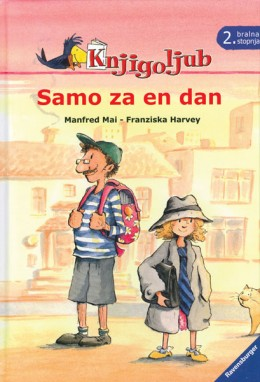 Knjigoljub
2. bralna
stopnja
Samo za en dan
Manfred Mai - Franziska Harvey
Ravensburger